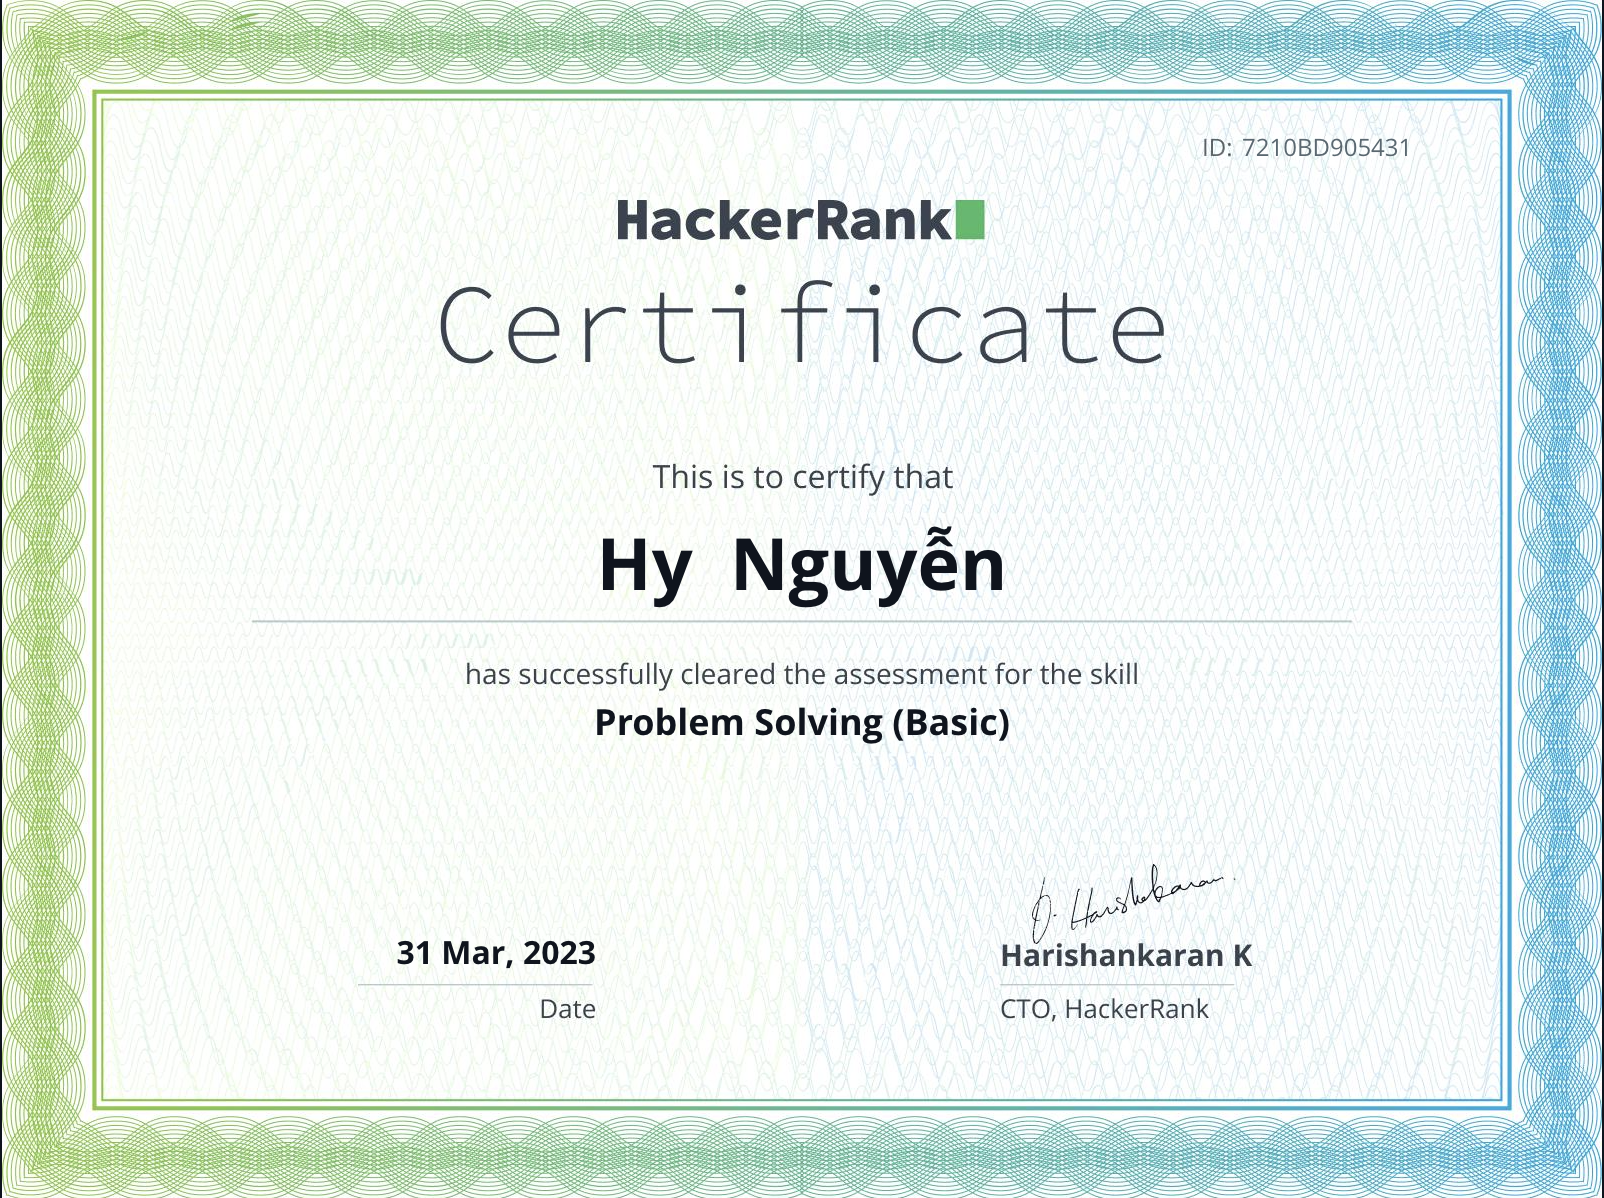 ID: 7210BD905431
HackerRank
Certificate
This is to certify that
Hy Nguyễn
has successfully cleared the assessment for the skill
Problem Solving (Basic)
31 Mar, 2023
Date
Harishankaran
Harishankaran K
CTO, HackerRank